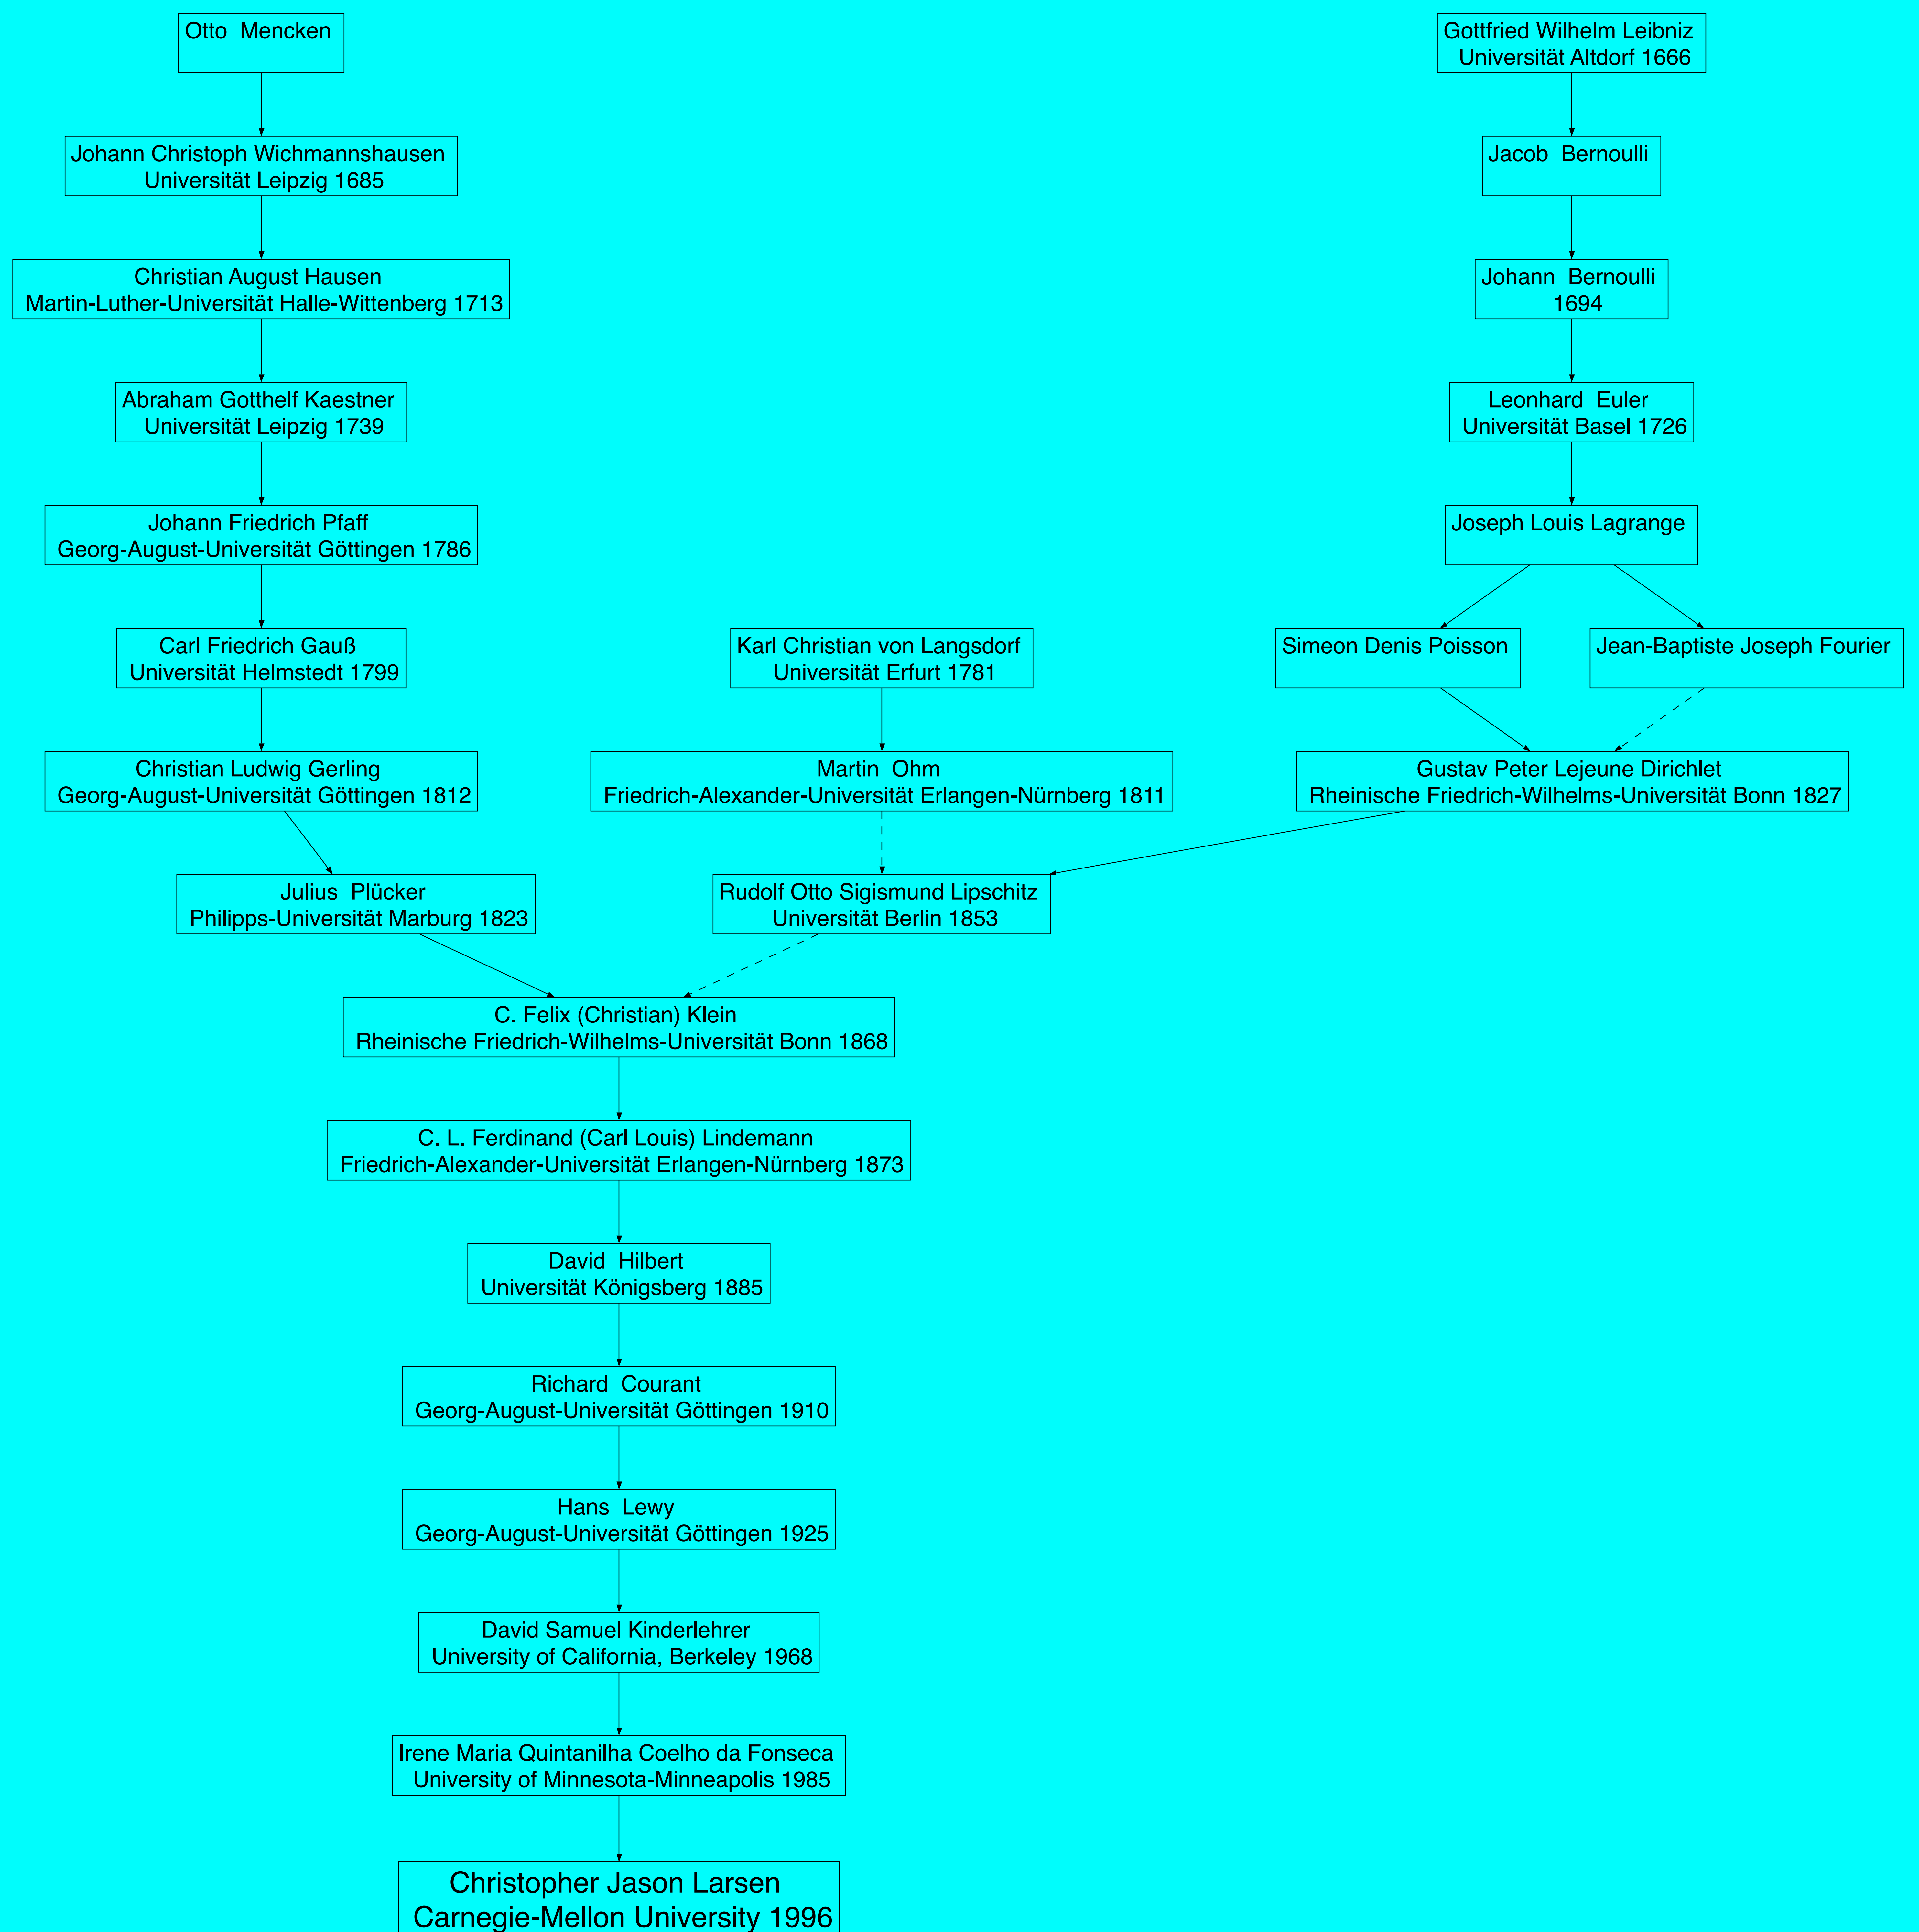 Otto Mencken
Gottfried Wilhelm Leibniz
Universität Altdorf 1666
Johann Christoph Wichmannshausen
Universität Leipzig 1685
Jacob Bernoulli
Christian August Hausen
Martin-Luther-Universität Halle-Wittenberg 1713
Johann Bernoulli
1694
Abraham Gotthelf Kaestner
Universität Leipzig 1739
Leonhard Euler
Universität Basel 1726
Johann Friedrich Pfaff
Georg-August-Universität Göttingen 1786
Joseph Louis Lagrange
Carl Friedrich Gauß
Universität Helmstedt 1799
Karl Christian von Langsdorf
Universität Erfurt 1781
Simeon Denis Poisson
Jean-Baptiste Joseph Fourier
Christian Ludwig Gerling
Georg-August-Universität Göttingen 1812
Martin Ohm
Friedrich-Alexander-Universität Erlangen-Nürnberg 1811
Gustav Peter Lejeune Dirichlet
Rheinische Friedrich-Wilhelms-Universität Bonn 1827
Julius Plücker
Philipps-Universität Marburg 1823
Rudolf Otto Sigismund Lipschitz
Universität Berlin 1853
C. Felix (Christian) Klein
Rheinische Friedrich-Wilhelms-Universität Bonn 1868
C. L. Ferdinand (Carl Louis) Lindemann
Friedrich-Alexander-Universität Erlangen-Nürnberg 1873
David Hilbert
Universität Königsberg 1885
Richard Courant
Georg-August-Universität Göttingen 1910
Hans Lewy
Georg-August-Universität Göttingen 1925
David Samuel Kinderlehrer
University of California, Berkeley 1968
Irene Maria Quintanilha Coelho da Fonseca
University of Minnesota-Minneapolis 1985
Christopher Jason Larsen
Carnegie-Mellon University 1996